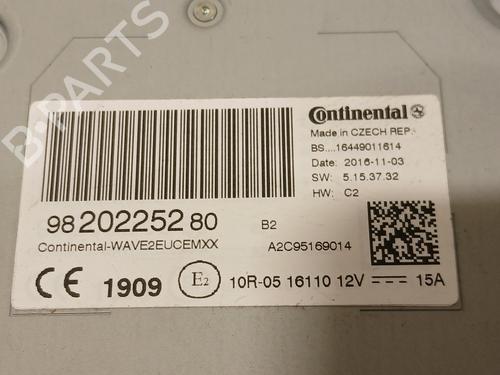 Continental
Made in CZECH REP.
BS....16449011614
Date: 2016-11-03
SW: 5.15.37.32
HW: C2
98 202252 80 B2
Continental-WAVE2EUCEMXX A2C95169014
CE 1909 E2 10R-05 16110 12V 15A
B-PARTS